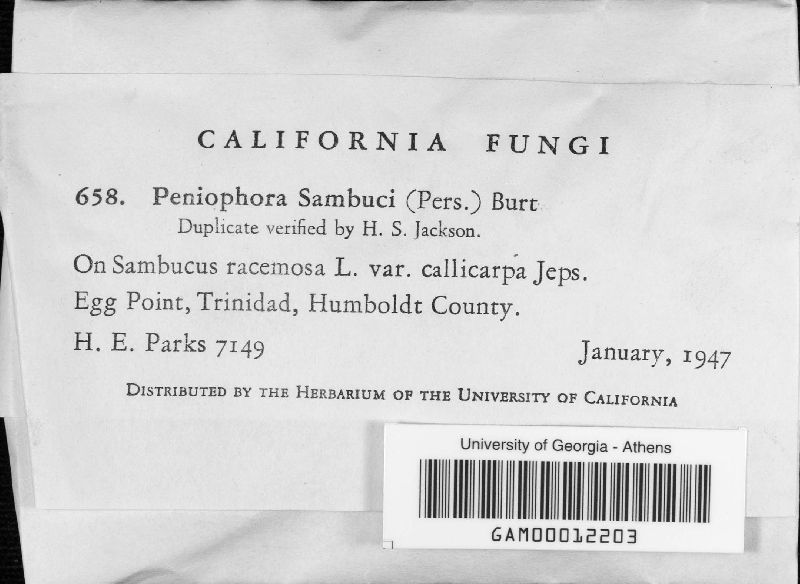 CALIFORNIA FUNGI
658. Peniophora Sambuci (Pers.) Burt
Duplicate verified by H. S. Jackson.
On Sambucus racemosa L. var. callicarpa Jeps.
Egg Point, Trinidad, Humboldt County.
H. E. Parks 7149 January, 1947
DISTRIBUTED BY THE HERBARIUM OF THE UNIVERSITY OF CALIFORNIA
University of Georgia - Athens
GAM00012203